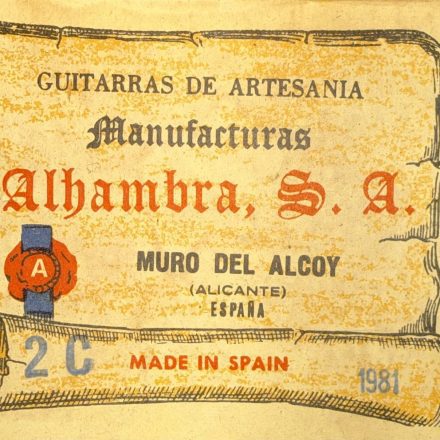 GUITARRAS DE ARTESANIA
Manufacturas
Alhambra, S. A.
A
MURO DEL ALCOY
(ALICANTE)
ESPAÑA
2 C MADE IN SPAIN 1981